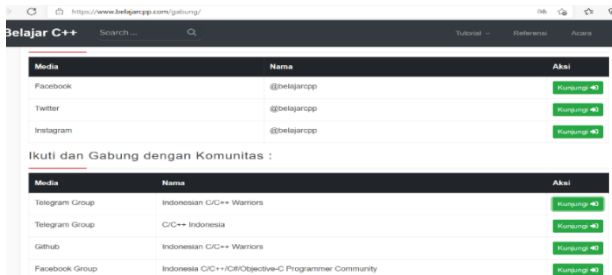 https://www.belajarcpp.com/gabung/
Belajar C++ Search ... Tutorial Referensi Acara
Media Nama Aksi
Facebook @belajarcpp Kunjungi
Twitter @belajarcpp Kunjungi
Instagram @belajarcpp Kunjungi
Ikuti dan Gabung dengan Komunitas :
Media Nama Aksi
Telegram Group Indonesian C/C++ Warriors Kunjungi
Telegram Group C/C++ Indonesia Kunjungi
Github Indonesian C/C++ Warriors Kunjungi
Facebook Group Indonesia C/C++/C#/Objective-C Programmer Community Kunjungi